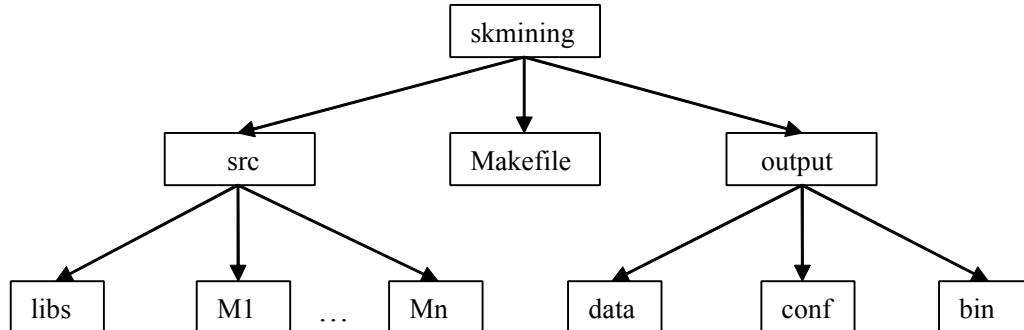 skmining
src
Makefile
output
libs
M1
…
Mn
data
conf
bin